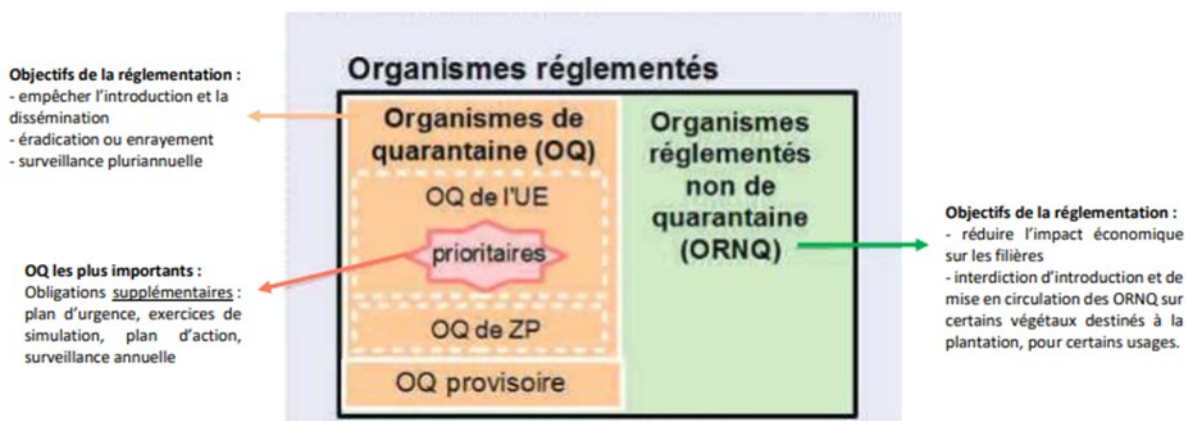 Organismes réglementés
Objectifs de la réglementation :
- empêcher l'introduction et la
dissémination
- éradication ou enrayement
- surveillance pluriannuelle
Organismes de
quarantaine (OQ)
OQ de l'UE
prioritaires
OQ de ZP
OQ provisoire
OQ les plus importants :
Obligations supplémentaires :
plan d'urgence, exercices de
simulation, plan d'action,
surveillance annuelle
Organismes
réglementés
non de
quarantaine
(ORNQ)
Objectifs de la réglementation :
- réduire l'impact économique
sur les filières
- interdiction d'introduction et de
mise en circulation des ORNQ sur
certains végétaux destinés à la
plantation, pour certains usages.